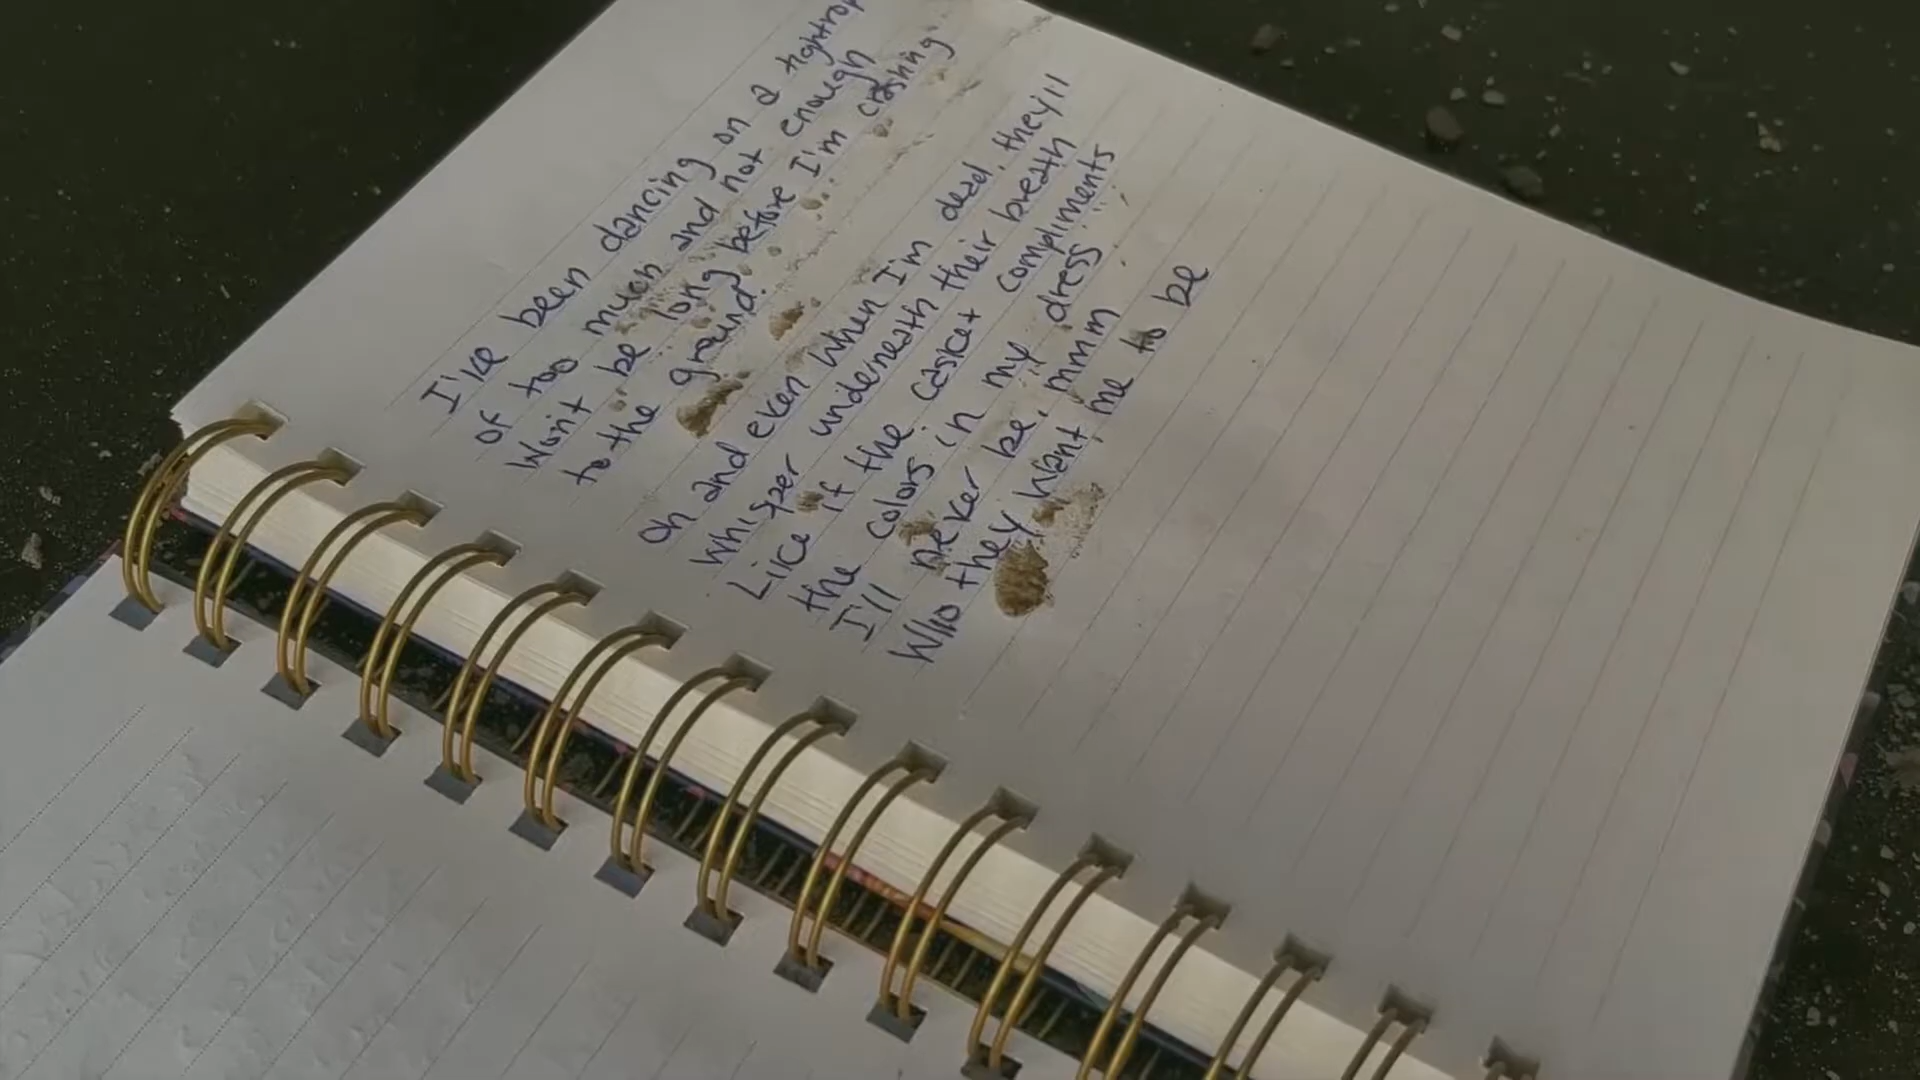 I've been dancing on a tightrop
of too much and not enough
Won't be long before I'm crashing
to the ground.
Oh and even when I'm dead, they'll
Whisper underneath their breath
Like if the casket compliments
the colors in my dress
I'll never be, mmm
Who they want me to be